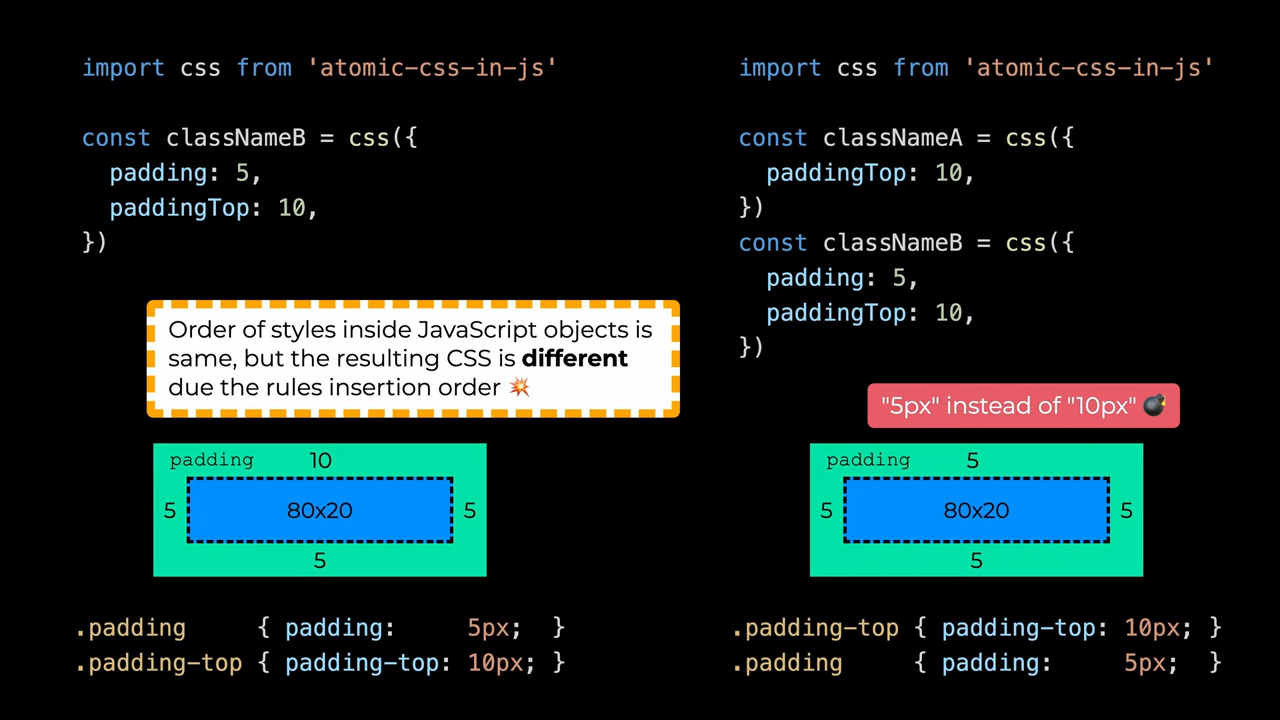 import css from 'atomic-css-in-js'
const classNameB = css({
  padding: 5,
  paddingTop: 10,
})
Order of styles inside JavaScript objects is
same, but the resulting CSS is different
due the rules insertion order 💥
padding 10
5 80x20 5
5
.padding     { padding:     5px;  }
.padding-top { padding-top: 10px; }
import css from 'atomic-css-in-js'
const classNameA = css({
  paddingTop: 10,
})
const classNameB = css({
  padding: 5,
  paddingTop: 10,
})
"5px" instead of "10px" 💣
padding 5
5 80x20 5
5
.padding-top { padding-top: 10px; }
.padding     { padding:     5px;  }